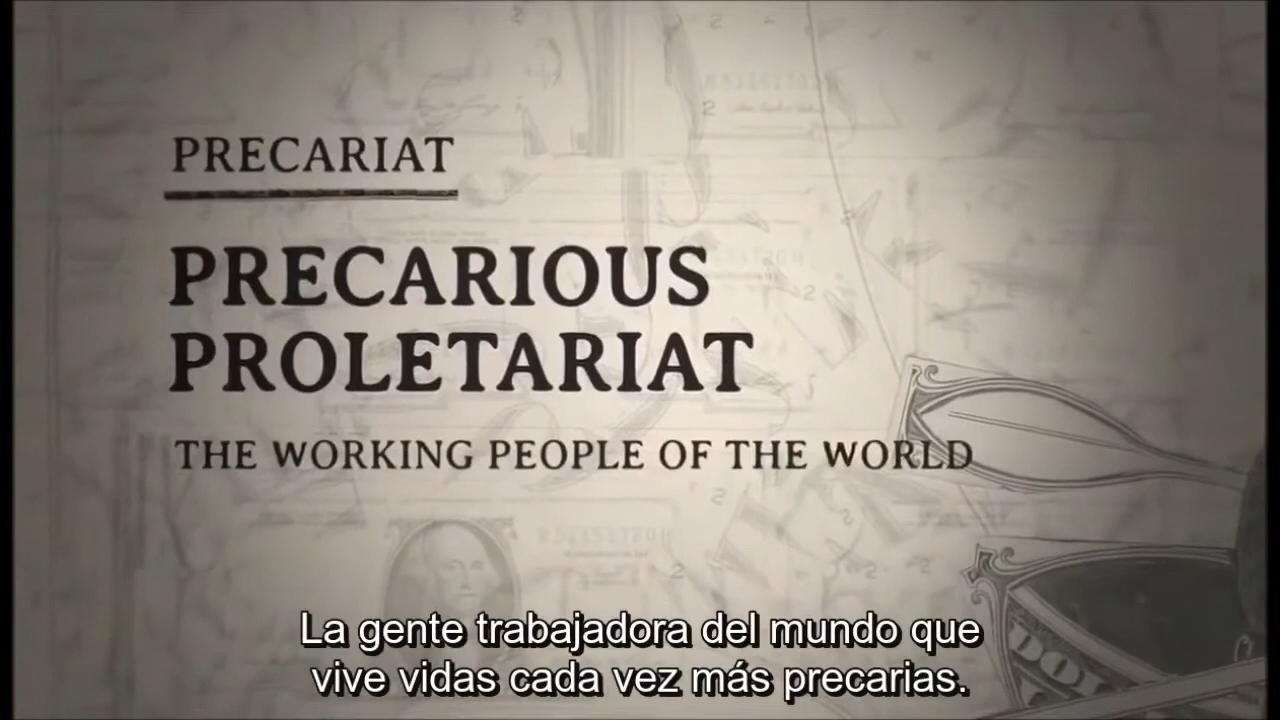 PRECARIAT
PRECARIOUS
PROLETARIAT
THE WORKING PEOPLE OF THE WORLD
La gente trabajadora del mundo que
vive vidas cada vez más precarias.